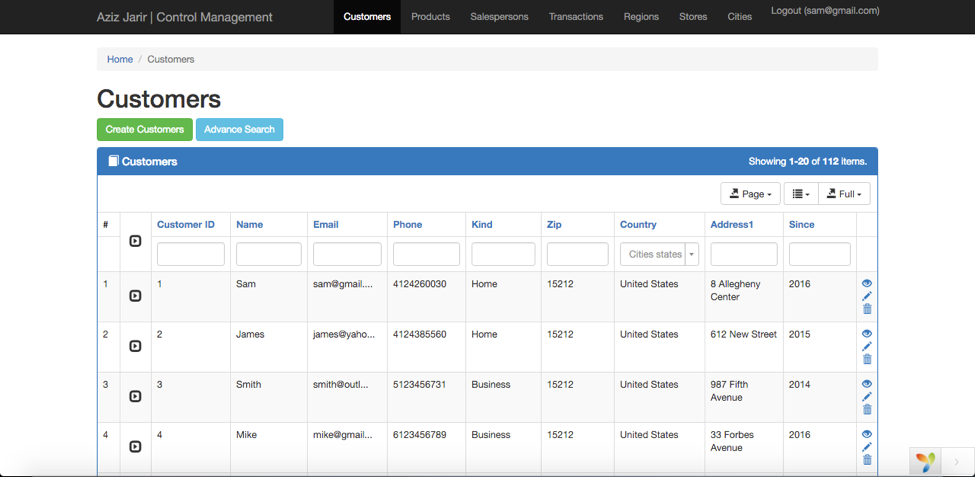 Aziz Jarir | Control Management Customers Products Salespersons Transactions Regions Stores Cities Logout (sam@gmail.com)
Home / Customers
Customers
Create Customers Advance Search
Customers Showing 1-20 of 112 items.
Page Full
# Customer ID Name Email Phone Kind Zip Country Address1 Since
Cities states
1 1 Sam sam@gmail.... 4124260030 Home 15212 United States 8 Allegheny Center 2016
2 2 James james@yaho... 4124385560 Home 15212 United States 612 New Street 2015
3 3 Smith smith@outl... 5123456731 Business 15212 United States 987 Fifth Avenue 2014
4 4 Mike mike@gmail... 6123456789 Business 15212 United States 33 Forbes Avenue 2016